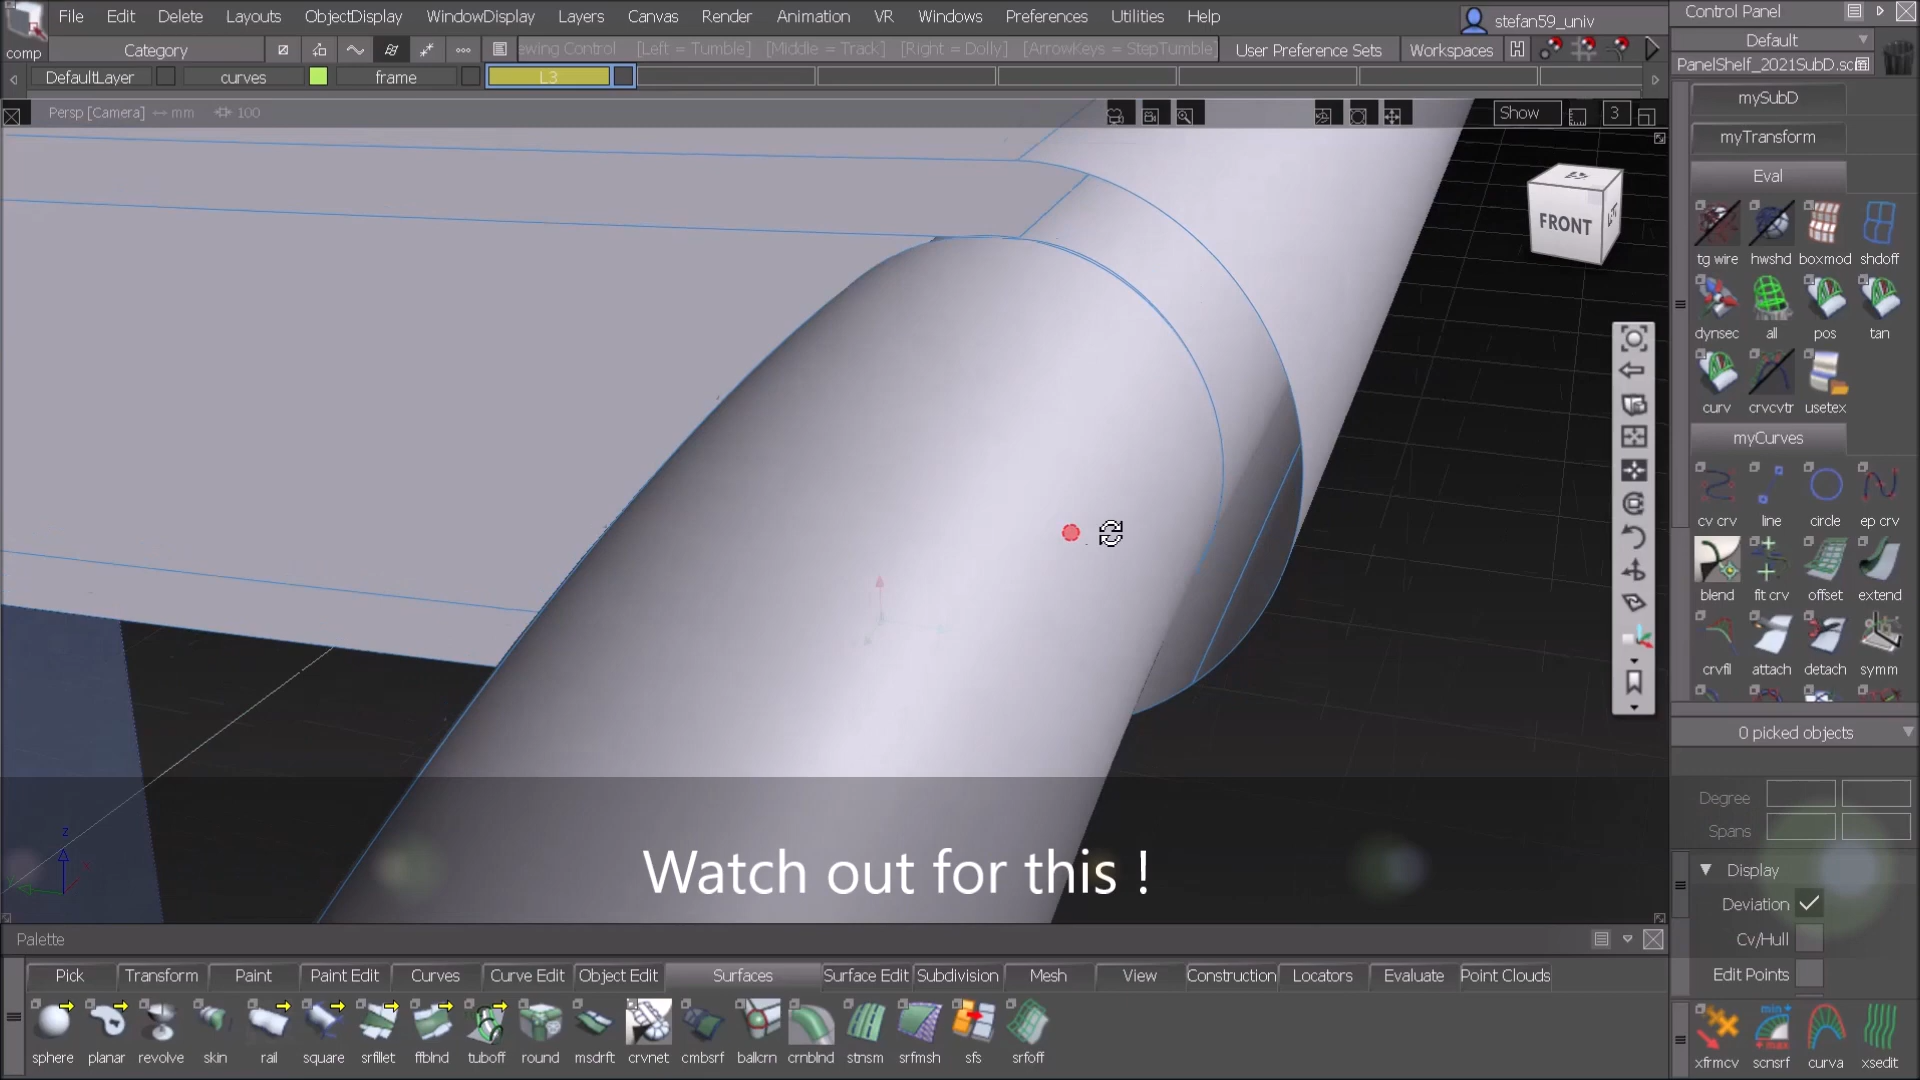 File Edit Delete Layouts ObjectDisplay WindowDisplay Layers Canvas Render Animation VR Windows Preferences Utilities Help
stefan59_univ
Control Panel
comp
Category
ewing Control [Left = Tumble] [Middle = Track] [Right = Dolly] [ArrowKeys = StepTumble]
User Preference Sets
Workspaces
Default
PanelShelf_2021SubD.sc
DefaultLayer
curves
frame
L3
Persp [Camera]
mm
100
Show
3
mySubD
myTransform
Eval
FRONT
tg wire hwshd boxmod shdoff
dynsec all pos tan
curv crvcvtr usetex
myCurves
cv crv line circle ep crv
blend fit crv offset extend
crvfil attach detach symm
0 picked objects
Degree
Spans
Display
Deviation
Cv/Hull
Edit Points
z
Watch out for this !
Palette
Pick Transform Paint Paint Edit Curves Curve Edit Object Edit Surfaces Surface Edit Subdivision Mesh View Construction Locators Evaluate Point Clouds
sphere planar revolve skin rail square srfillet ffblnd tuboff round msdrft crvnet cmbsrf ballcrn crnblnd stnsm srfmsh sfs srfoff
xfrmcv scnsrf curva xsedit